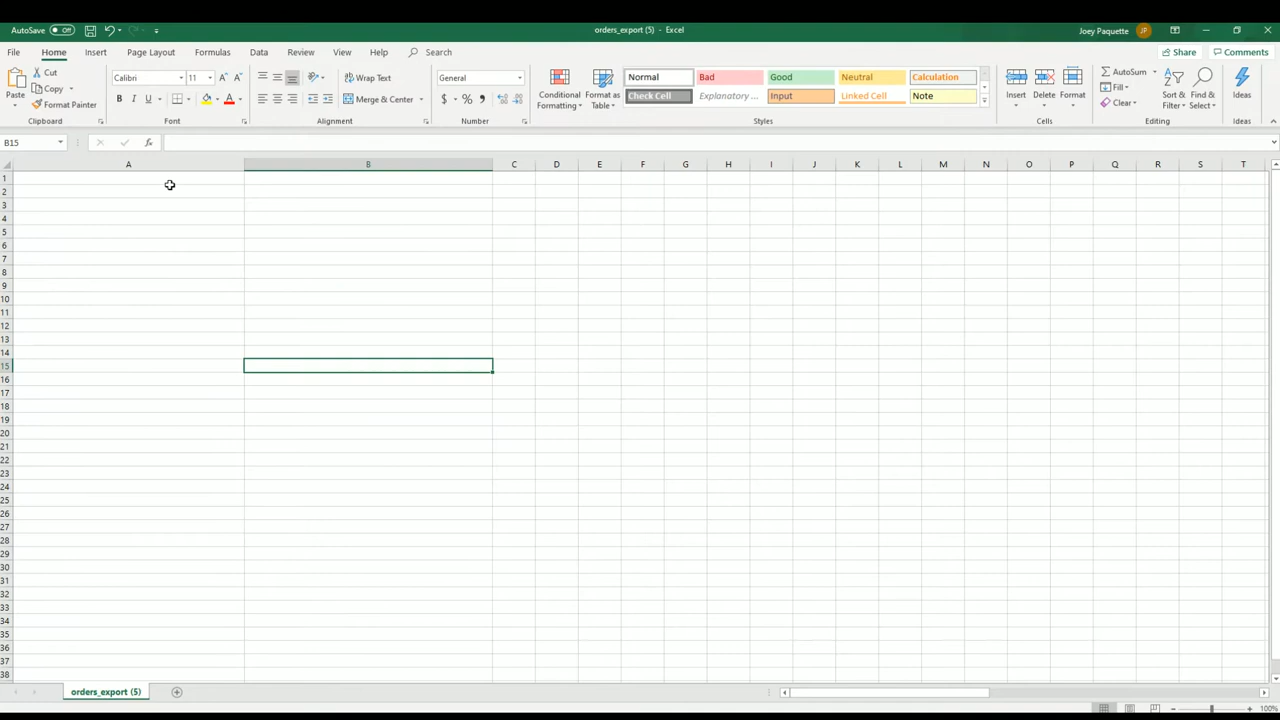 AutoSave Off
orders_export (5) - Excel
Joey Paquette JP
File Home Insert Page Layout Formulas Data Review View Help Search
Share Comments
Paste
Cut
Copy
Format Painter
Clipboard
Calibri 11
B I U
Font
Wrap Text
Merge & Center
Alignment
General
$ % ,
Number
Conditional Formatting
Format as Table
Normal Bad Good Neutral Calculation
Check Cell Explanatory ... Input Linked Cell Note
Styles
Insert Delete Format
Cells
AutoSum
Fill
Clear
Sort & Filter
Find & Select
Editing
Ideas
Ideas
B15 fx
A B C D E F G H I J K L M N O P Q R S T
1
2
3
4
5
6
7
8
9
10
11
12
13
14
15
16
17
18
19
20
21
22
23
24
25
26
27
28
29
30
31
32
33
34
35
36
37
38
orders_export (5)
100%